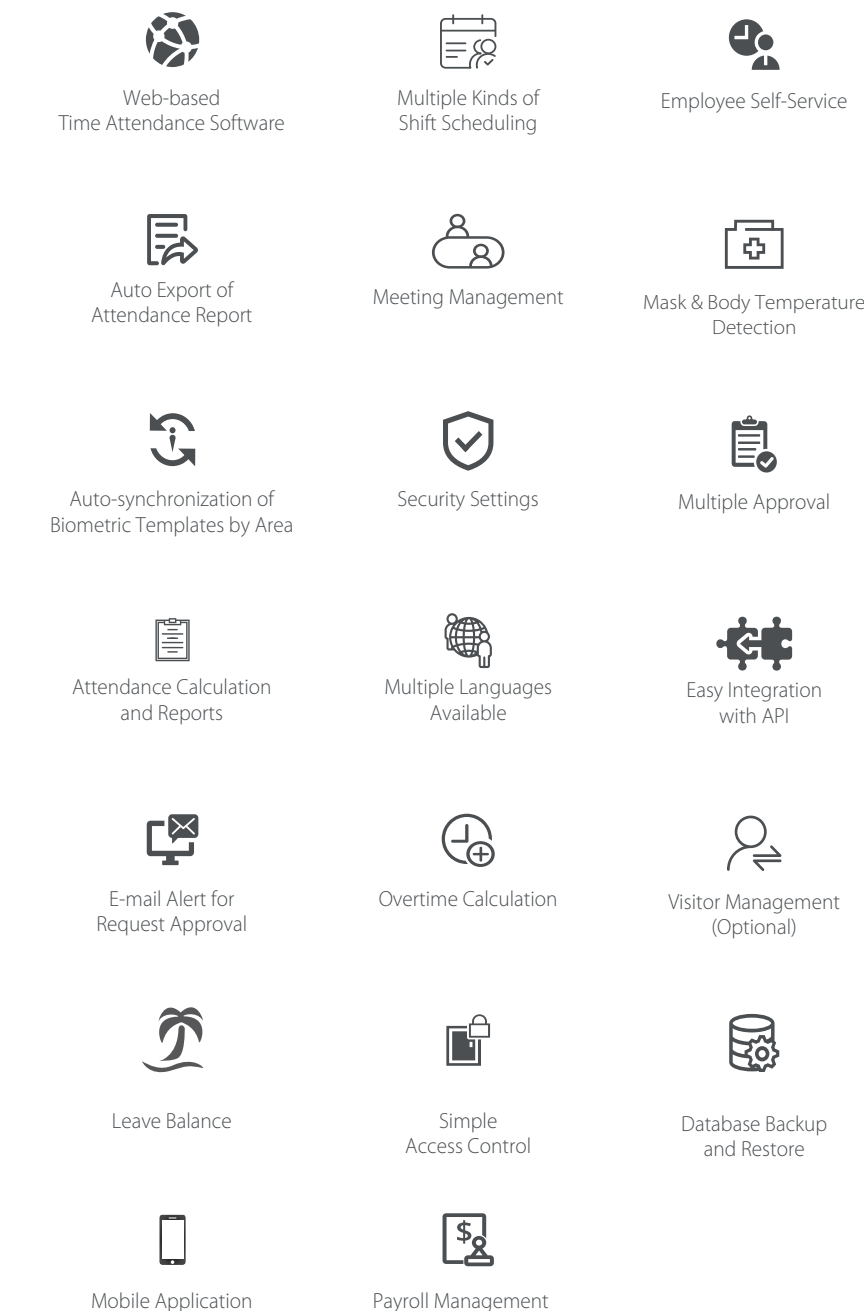 Web-based
Time Attendance Software
Multiple Kinds of
Shift Scheduling
Employee Self-Service
Auto Export of
Attendance Report
Meeting Management
Mask & Body Temperature
Detection
Auto-synchronization of
Biometric Templates by Area
Security Settings
Multiple Approval
Attendance Calculation
and Reports
Multiple Languages
Available
Easy Integration
with API
E-mail Alert for
Request Approval
Overtime Calculation
Visitor Management
(Optional)
Leave Balance
Simple
Access Control
Database Backup
and Restore
$
Mobile Application
Payroll Management